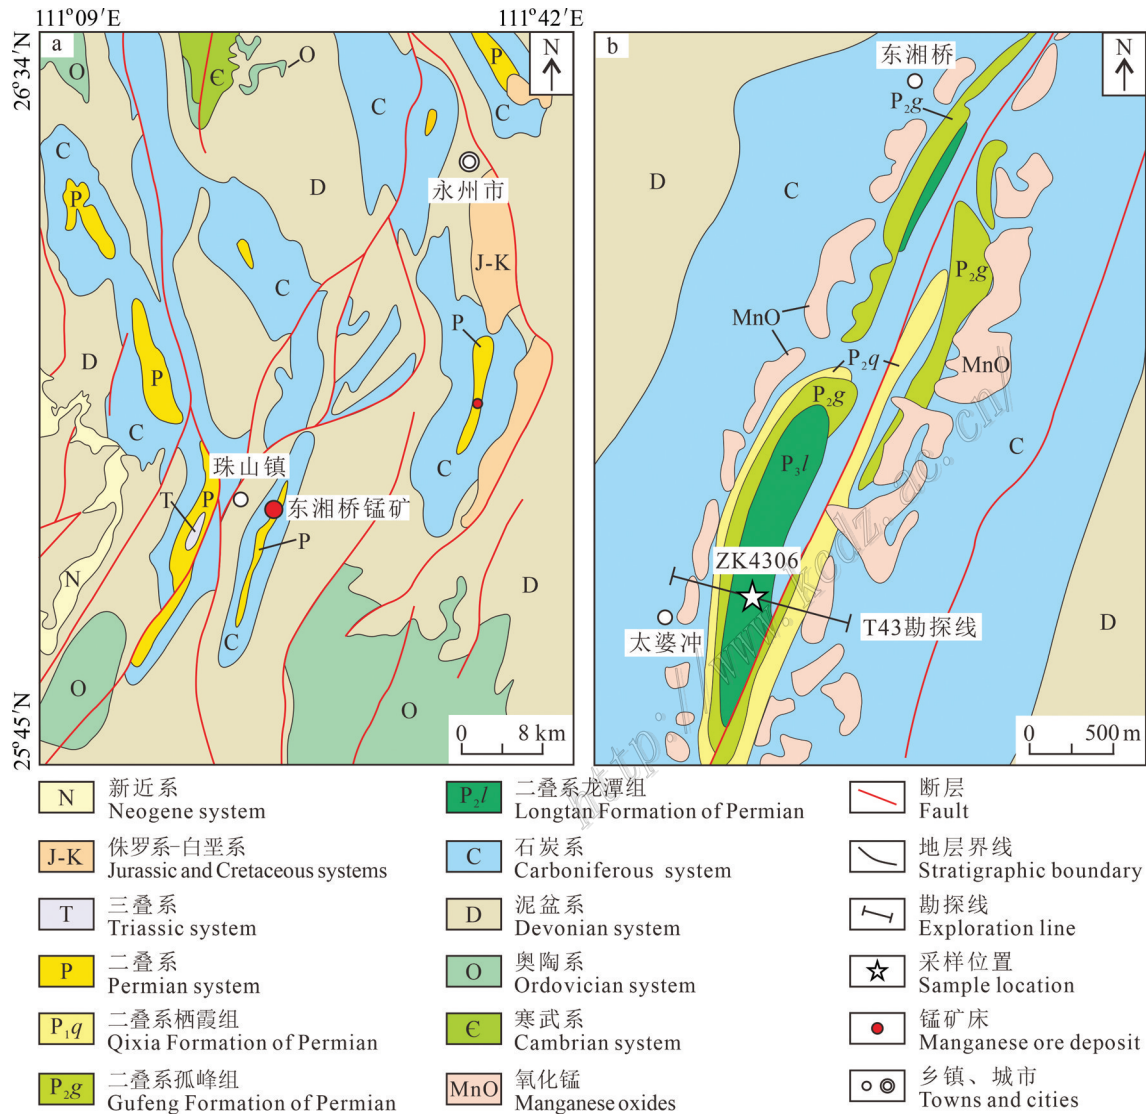 111°09′E
111°42′E
26°34′N
25°45′N
a
N
O
Є
O
P
C
C
C
D
永州市
P
J-K
C
P
D
P
C
C
珠山镇
T
P
东湘桥锰矿
P
N
D
C
O
O
0 8 km
b
东湘桥
N
P₂g
D
C
P₂g
MnO
P₂q
MnO
P₂g
P₃l
C
ZK4306
太婆冲
T43勘探线
D
0 500 m
http://www.kcdz.ac.cn/
N 新近系
Neogene system
J-K 侏罗系-白垩系
Jurassic and Cretaceous systems
T 三叠系
Triassic system
P 二叠系
Permian system
P₁q 二叠系栖霞组
Qixia Formation of Permian
P₂g 二叠系孤峰组
Gufeng Formation of Permian
P₂l 二叠系龙潭组
Longtan Formation of Permian
C 石炭系
Carboniferous system
D 泥盆系
Devonian system
O 奥陶系
Ordovician system
Є 寒武系
Cambrian system
MnO 氧化锰
Manganese oxides
断层
Fault
地层界线
Stratigraphic boundary
勘探线
Exploration line
采样位置
Sample location
锰矿床
Manganese ore deposit
乡镇、城市
Towns and cities